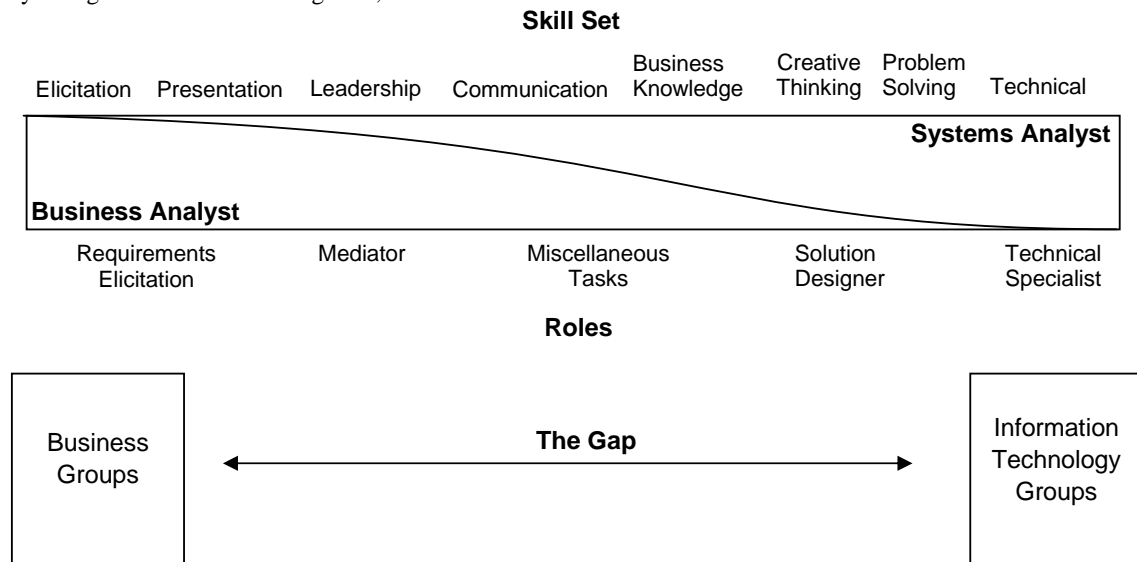 Skill Set
Business Creative Problem
Elicitation Presentation Leadership Communication Knowledge Thinking Solving Technical
Systems Analyst
Business Analyst
Requirements Mediator Miscellaneous Solution Technical
Elicitation Tasks Designer Specialist
Roles
The Gap
Business
Groups
Information
Technology
Groups